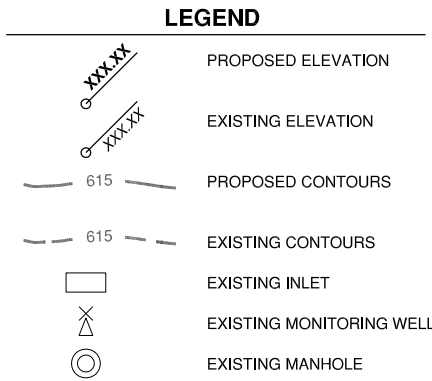 LEGEND
XXX.XX PROPOSED ELEVATION
XXX.XX EXISTING ELEVATION
615 PROPOSED CONTOURS
615 EXISTING CONTOURS
EXISTING INLET
EXISTING MONITORING WELL
EXISTING MANHOLE